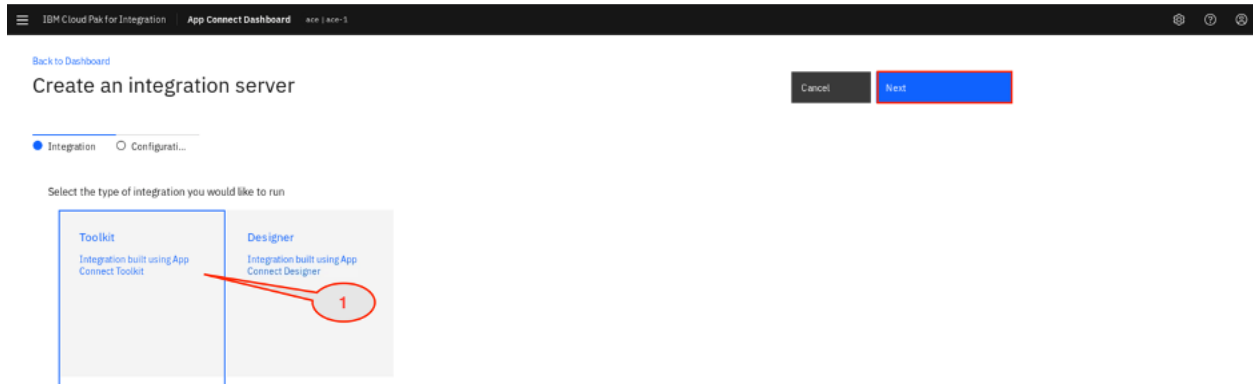 IBM Cloud Pak for Integration App Connect Dashboard ace | ace-1
Back to Dashboard
Create an integration server
Cancel Next
Integration Configurati...
Select the type of integration you would like to run
Toolkit
Integration built using App
Connect Toolkit
Designer
Integration built using App
Connect Designer
1